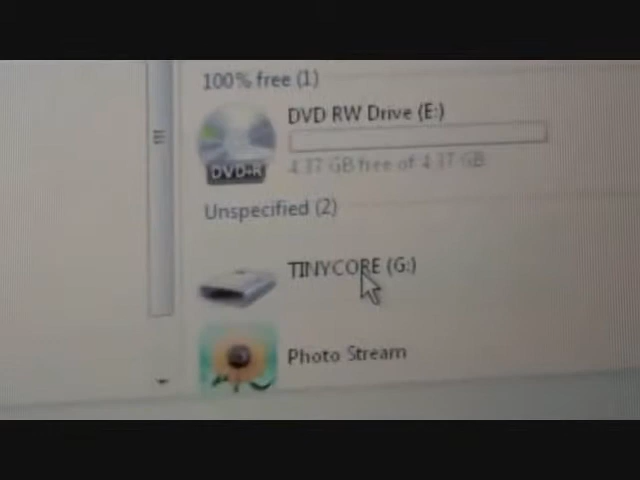 100% free (1)
DVD RW Drive (E:)
4.37 GB free of 4.37 GB
DVD+R
Unspecified (2)
TINYCORE (G:)
Photo Stream